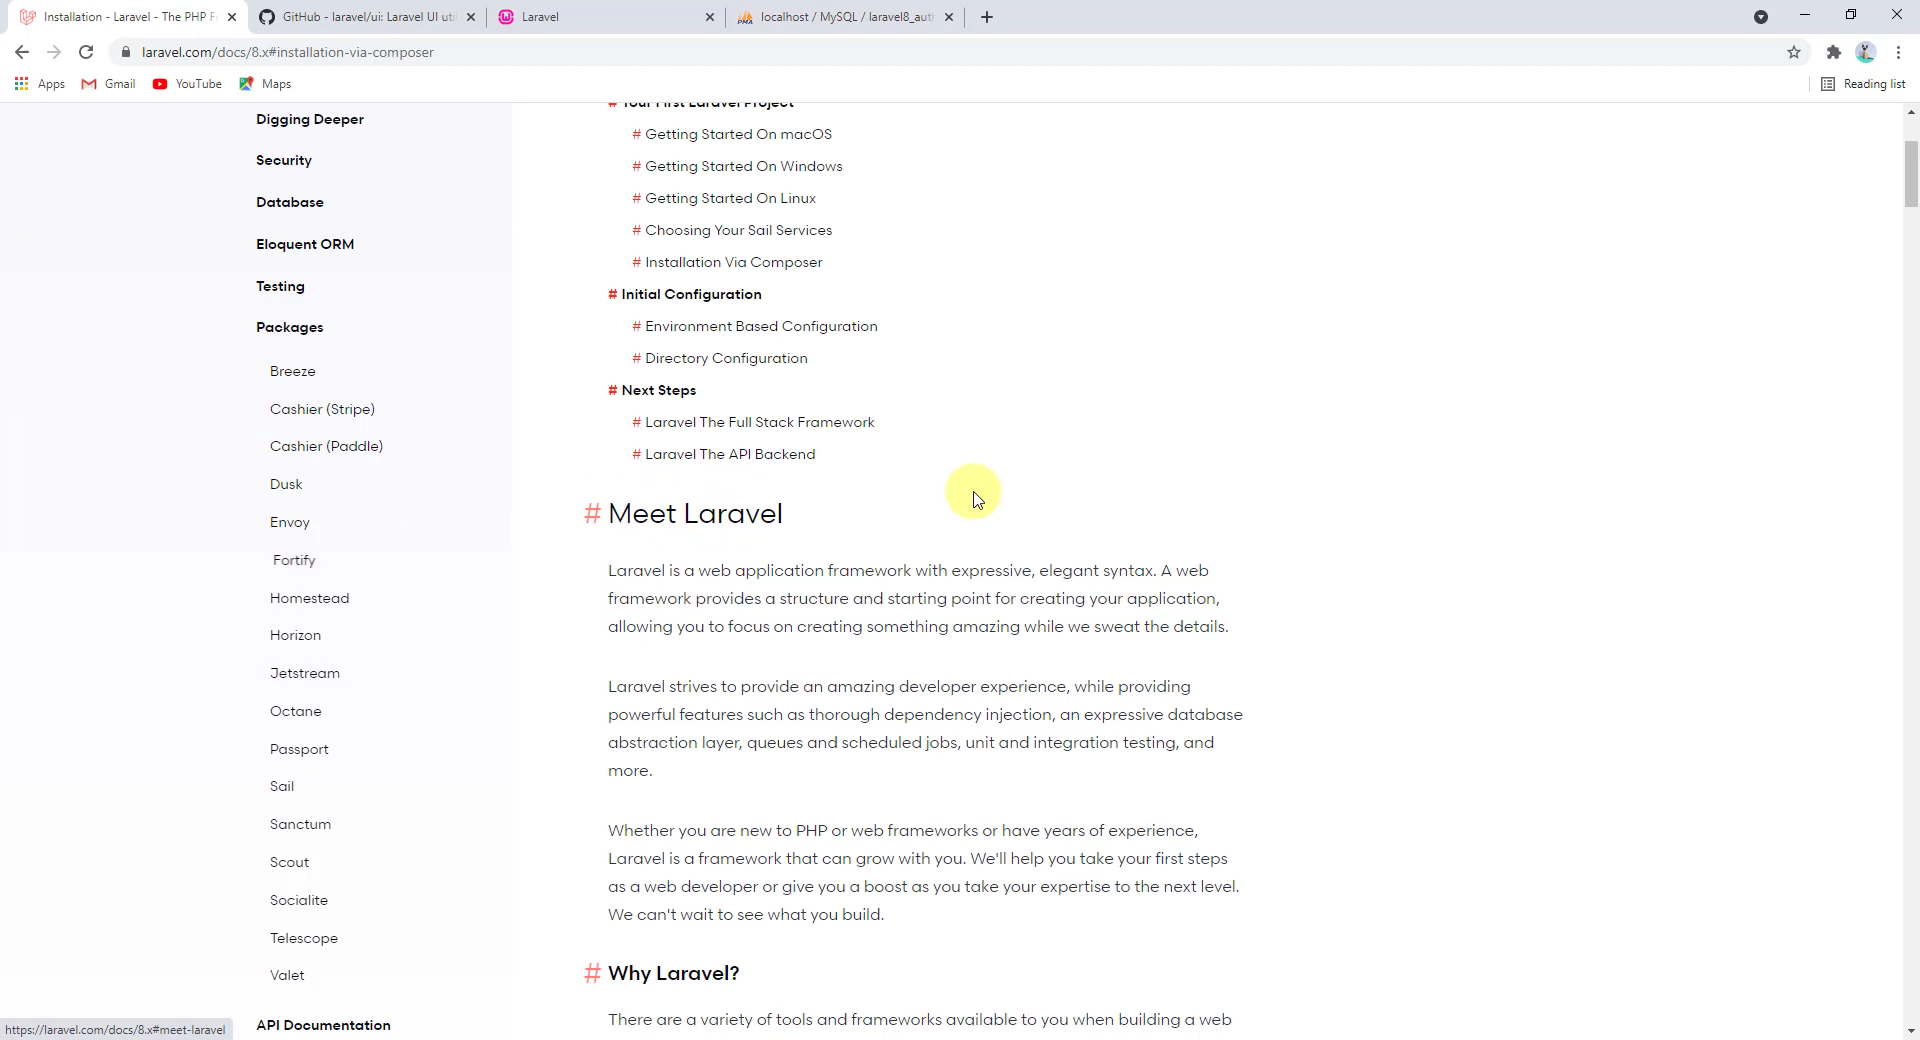 Installation - Laravel - The PHP F
GitHub - laravel/ui: Laravel UI uti
Laravel
localhost / MySQL / laravel8_aut
laravel.com/docs/8.x#installation-via-composer
Apps
Gmail
YouTube
Maps
Reading list
Digging Deeper
Security
Database
Eloquent ORM
Testing
Packages
Breeze
Cashier (Stripe)
Cashier (Paddle)
Dusk
Envoy
Fortify
Homestead
Horizon
Jetstream
Octane
Passport
Sail
Sanctum
Scout
Socialite
Telescope
Valet
API Documentation
# Your First Laravel Project
# Getting Started On macOS
# Getting Started On Windows
# Getting Started On Linux
# Choosing Your Sail Services
# Installation Via Composer
# Initial Configuration
# Environment Based Configuration
# Directory Configuration
# Next Steps
# Laravel The Full Stack Framework
# Laravel The API Backend
# Meet Laravel
Laravel is a web application framework with expressive, elegant syntax. A web
framework provides a structure and starting point for creating your application,
allowing you to focus on creating something amazing while we sweat the details.
Laravel strives to provide an amazing developer experience, while providing
powerful features such as thorough dependency injection, an expressive database
abstraction layer, queues and scheduled jobs, unit and integration testing, and
more.
Whether you are new to PHP or web frameworks or have years of experience,
Laravel is a framework that can grow with you. We'll help you take your first steps
as a web developer or give you a boost as you take your expertise to the next level.
We can't wait to see what you build.
# Why Laravel?
There are a variety of tools and frameworks available to you when building a web
https://laravel.com/docs/8.x#meet-laravel